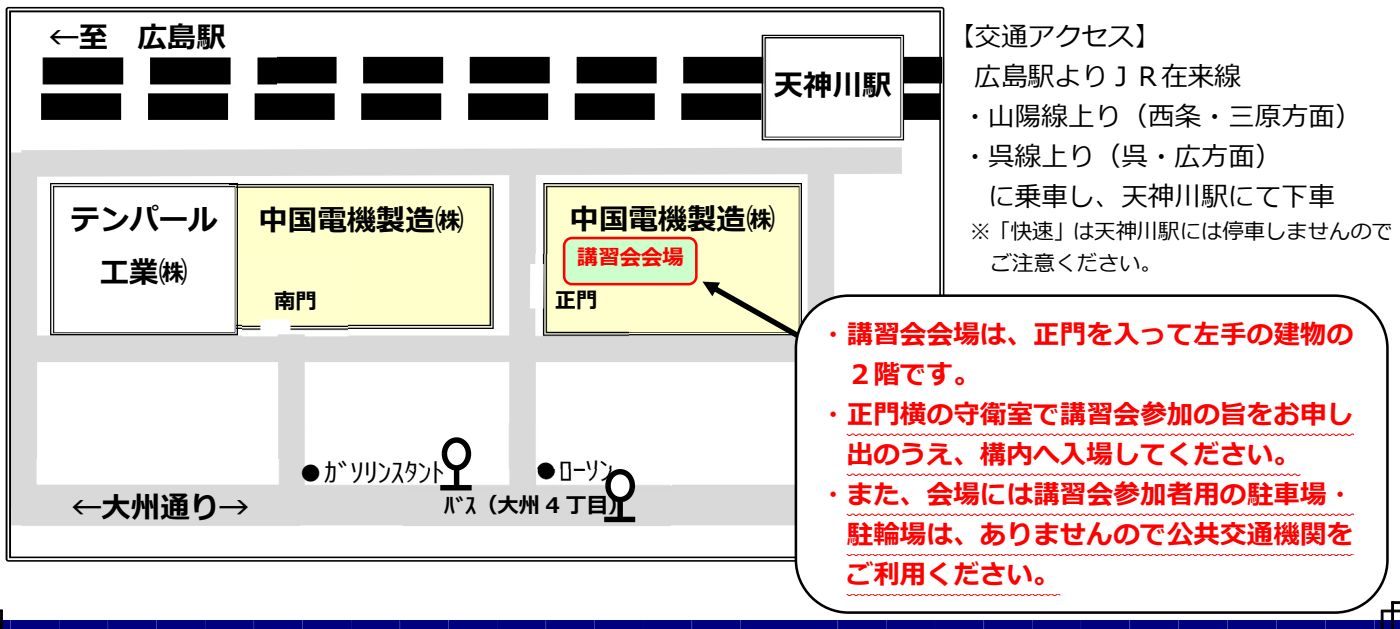 ←至　広島駅
天神川駅
テンパール
工業㈱
中国電機製造㈱
南門
中国電機製造㈱
講習会会場
正門
●ｶﾞｿﾘﾝｽﾀﾝﾄ
●ﾛｰｿﾝ
←大州通り→
ﾊﾞｽ（大州４丁目）
【交通アクセス】
広島駅よりＪＲ在来線
・山陽線上り（西条・三原方面）
・呉線上り（呉・広方面）
に乗車し、天神川駅にて下車
※「快速」は天神川駅には停車しませんので
ご注意ください。
・講習会会場は、正門を入って左手の建物の
２階です。
・正門横の守衛室で講習会参加の旨をお申し
出のうえ、構内へ入場してください。
・また、会場には講習会参加者用の駐車場・
駐輪場は、ありませんので公共交通機関を
ご利用ください。